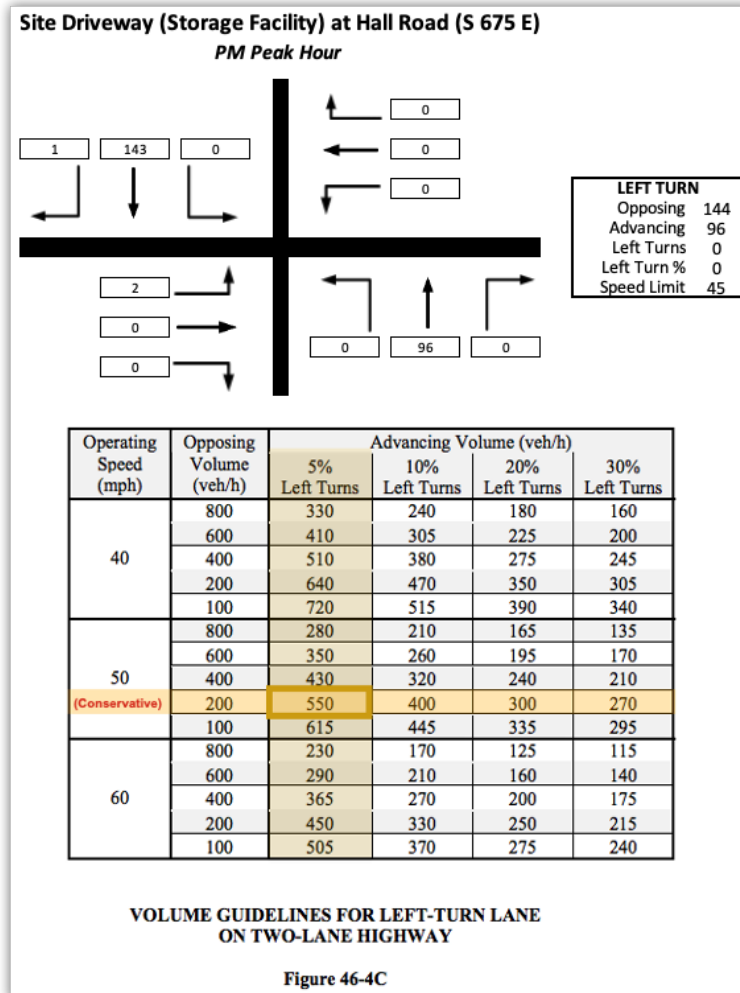 Site Driveway (Storage Facility) at Hall Road (S 675 E)
PM Peak Hour
0
1 143 0 0
0
LEFT TURN
Opposing 144
Advancing 96
Left Turns 0
Left Turn % 0
Speed Limit 45
2
0
0
0 96 0
Operating Speed (mph) Opposing Volume (veh/h) Advancing Volume (veh/h)
5% Left Turns 10% Left Turns 20% Left Turns 30% Left Turns
800 330 240 180 160
600 410 305 225 200
40 400 510 380 275 245
200 640 470 350 305
100 720 515 390 340
800 280 210 165 135
600 350 260 195 170
50 400 430 320 240 210
(Conservative) 200 550 400 300 270
100 615 445 335 295
800 230 170 125 115
600 290 210 160 140
60 400 365 270 200 175
200 450 330 250 215
100 505 370 275 240
VOLUME GUIDELINES FOR LEFT-TURN LANE
ON TWO-LANE HIGHWAY
Figure 46-4C